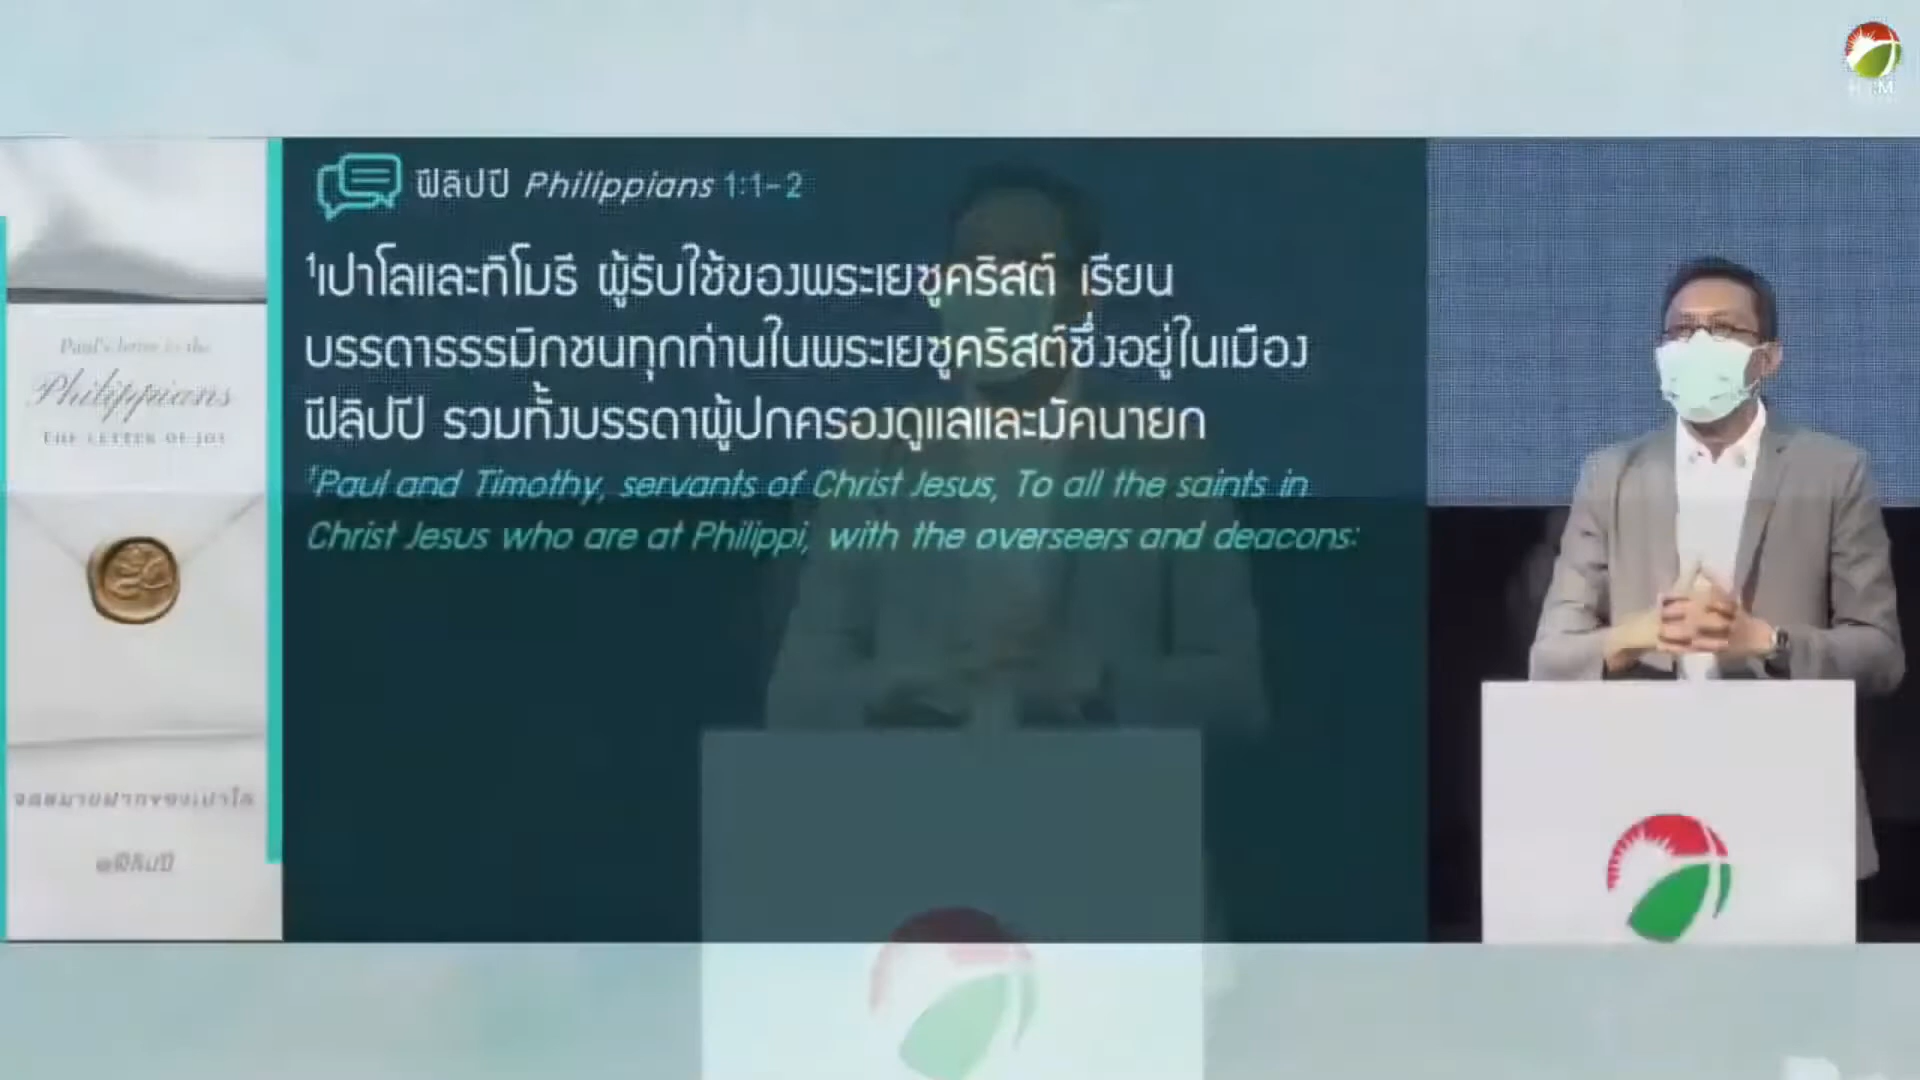 ฟีลิปปี Philippians 1:1-2
¹เปาโลและทิโมธี ผู้รับใช้ของพระเยซูคริสต์ เรียน
บรรดาธรรมิกชนทุกท่านในพระเยซูคริสต์ซึ่งอยู่ในเมือง
ฟีลิปปี รวมทั้งบรรดาผู้ปกครองดูแลและมัคนายก
¹Paul and Timothy, servants of Christ Jesus, To all the saints in
Christ Jesus who are at Philippi, with the overseers and deacons:
Paul's letter to the
Philippians
THE LETTER OF JOY
จดหมายฝากของเปาโล